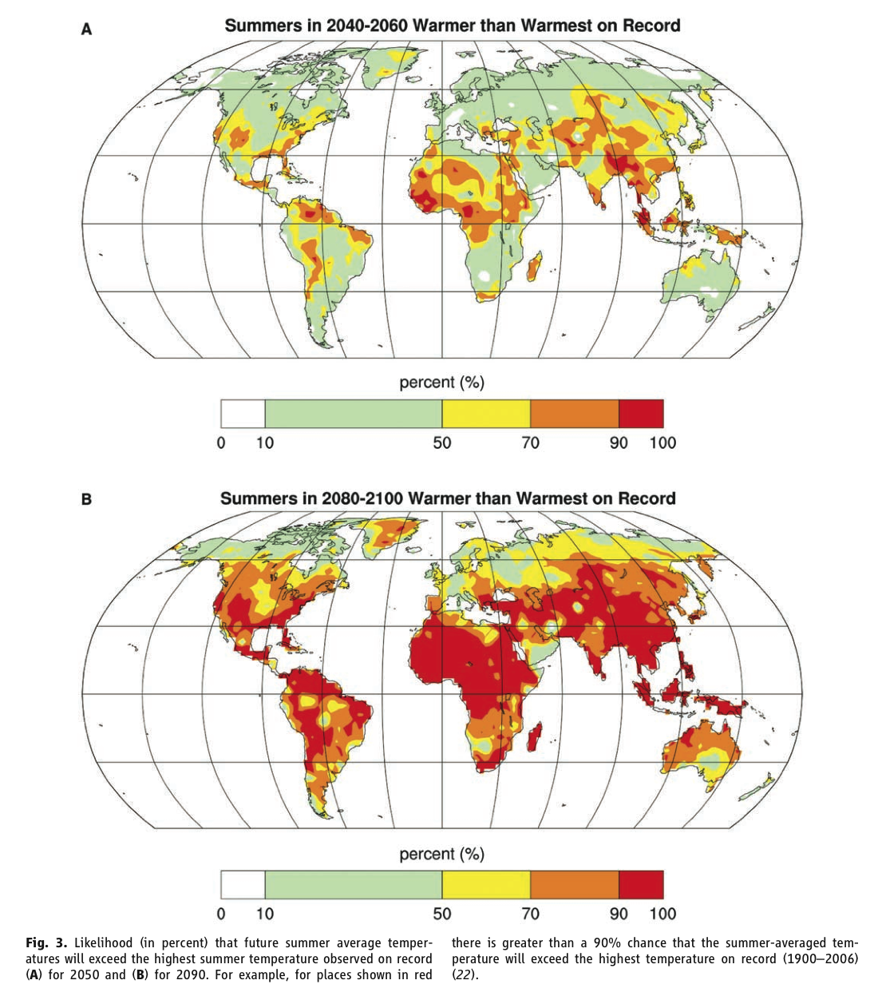 A
Summers in 2040-2060 Warmer than Warmest on Record
percent (%)
0 10 50 70 90 100
B
Summers in 2080-2100 Warmer than Warmest on Record
percent (%)
0 10 50 70 90 100
Fig. 3. Likelihood (in percent) that future summer average temper-
atures will exceed the highest summer temperature observed on record
(A) for 2050 and (B) for 2090. For example, for places shown in red
there is greater than a 90% chance that the summer-averaged tem-
perature will exceed the highest temperature on record (1900–2006)
(22).